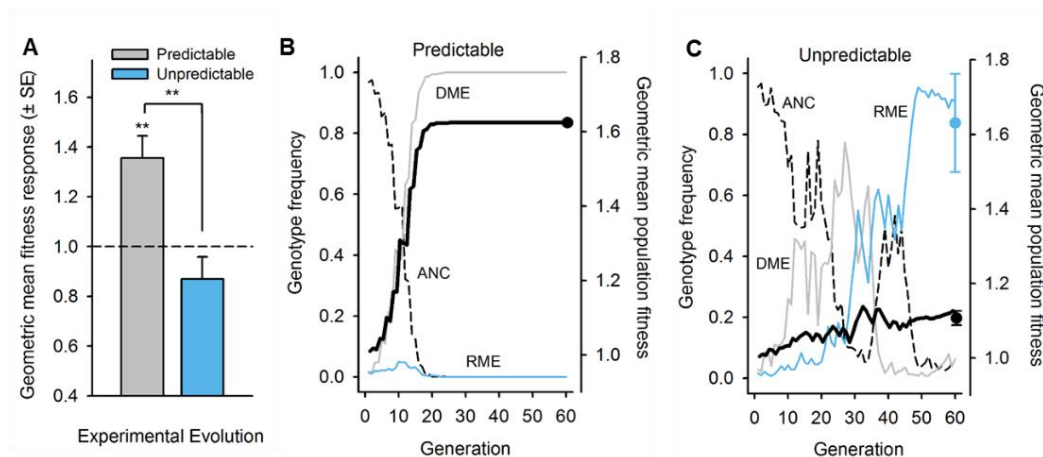 A
Predictable
Unpredictable
Geometric mean fitness response (± SE)
1.6
1.4
1.2
1.0
0.8
0.6
0.4
**
**
Experimental Evolution
B
Predictable
Genotype frequency
1.0
0.8
0.6
0.4
0.2
0.0
DME
ANC
RME
1.8
1.6
1.4
1.2
1.0
Geometric mean population fitness
0 10 20 30 40 50 60
Generation
C
Unpredictable
Genotype frequency
1.0
0.8
0.6
0.4
0.2
0.0
ANC
RME
DME
1.8
1.6
1.4
1.2
1.0
Geometric mean population fitness
0 10 20 30 40 50 60
Generation